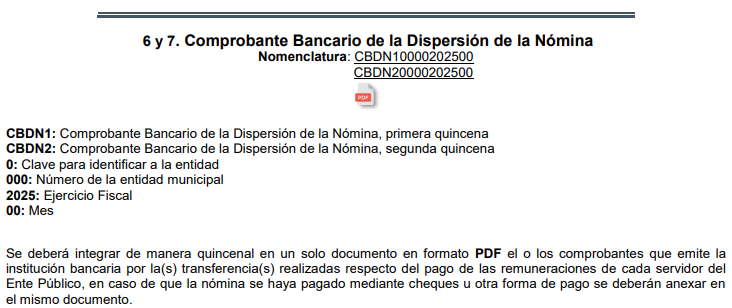 6 y 7. Comprobante Bancario de la Dispersión de la Nómina
Nomenclatura: CBDN10000202500
CBDN20000202500
PDF
CBDN1: Comprobante Bancario de la Dispersión de la Nómina, primera quincena
CBDN2: Comprobante Bancario de la Dispersión de la Nómina, segunda quincena
0: Clave para identificar a la entidad
000: Número de la entidad municipal
2025: Ejercicio Fiscal
00: Mes
Se deberá integrar de manera quincenal en un solo documento en formato PDF el o los comprobantes que emite la
institución bancaria por la(s) transferencia(s) realizadas respecto del pago de las remuneraciones de cada servidor del
Ente Público, en caso de que la nómina se haya pagado mediante cheques u otra forma de pago se deberán anexar en
el mismo documento.